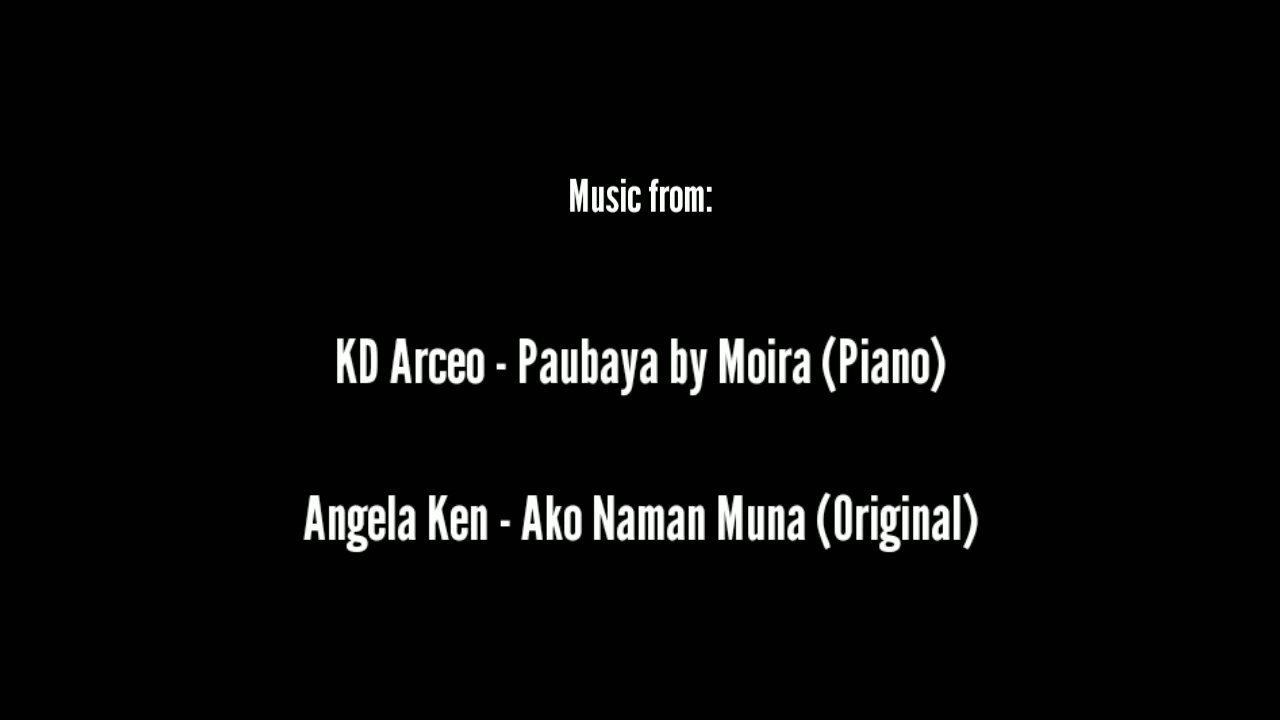 Music from:
KD Arceo - Paubaya by Moira (Piano)
Angela Ken - Ako Naman Muna (Original)